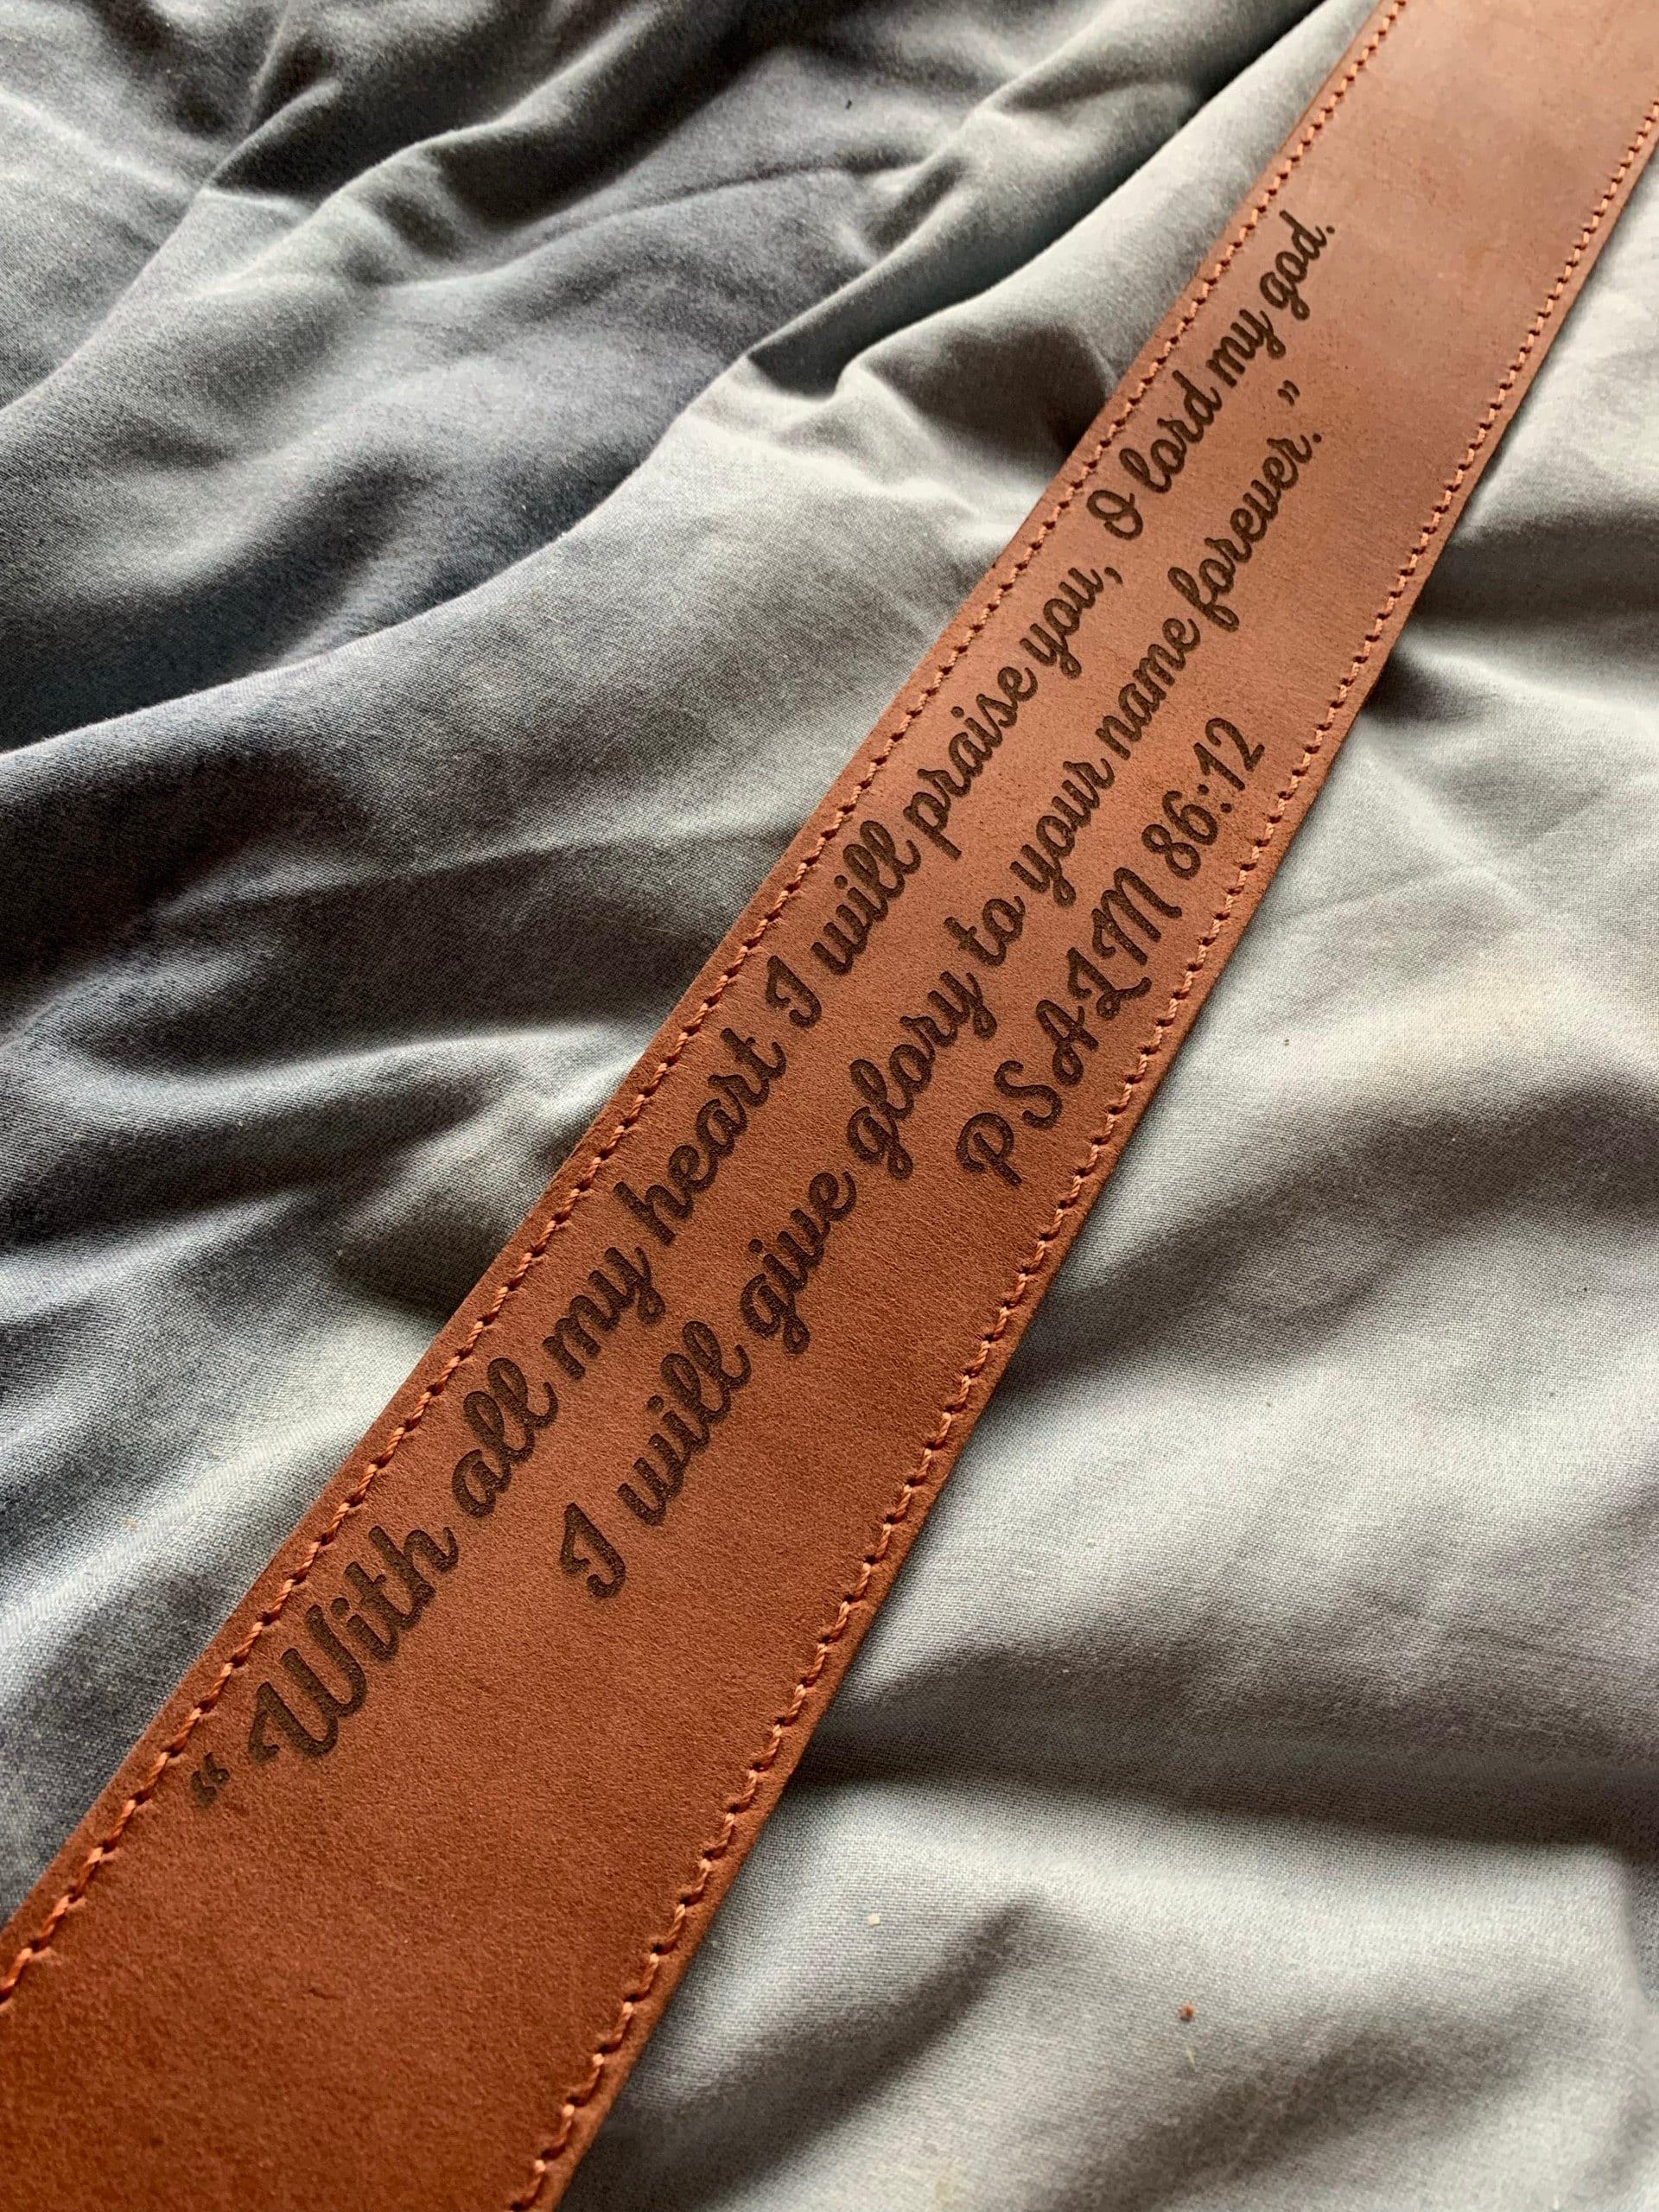 “With all my heart I will praise you, O lord my god.
I will give glory to your name forever.”
PSALM 86:12